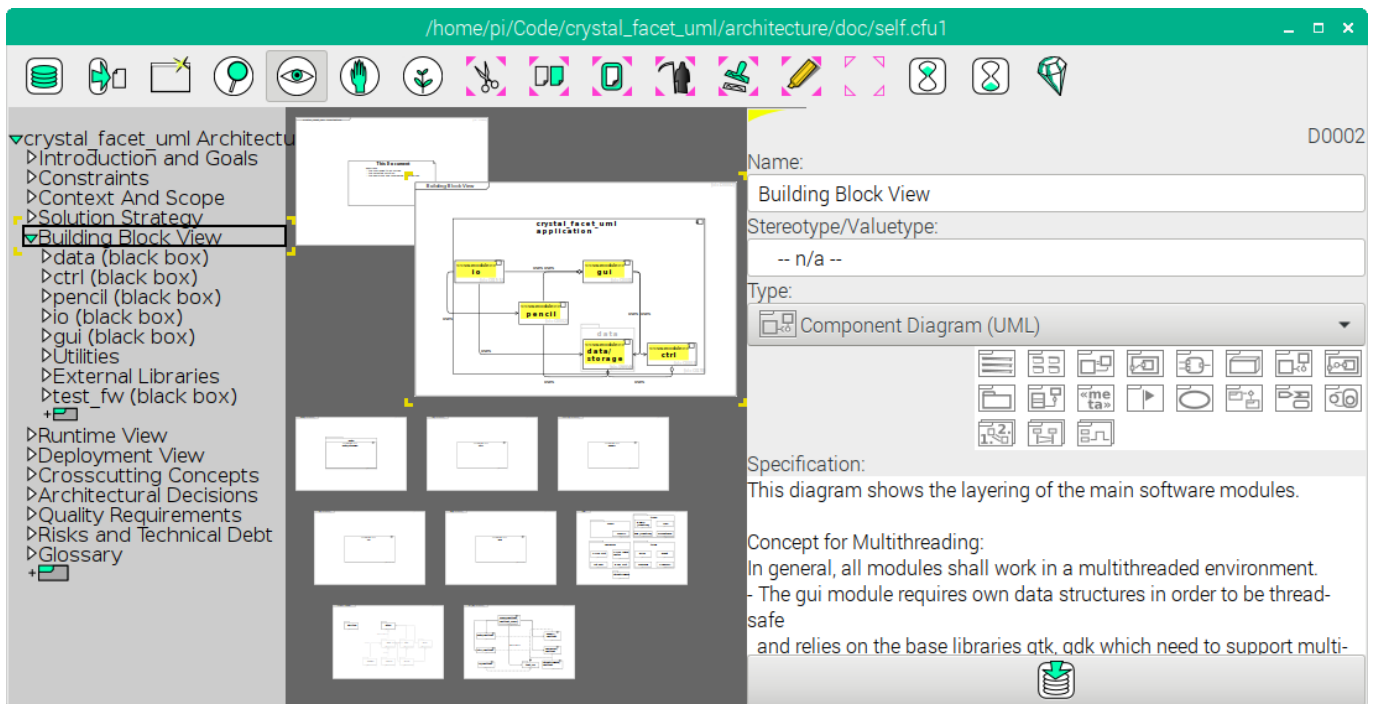 /home/pi/Code/crystal_facet_uml/architecture/doc/self.cfu1
crystal_facet_uml Architectu
Introduction and Goals
Constraints
Context And Scope
Solution Strategy
Building Block View
data (black box)
ctrl (black box)
pencil (black box)
io (black box)
gui (black box)
Utilities
External Libraries
test_fw (black box)
Runtime View
Deployment View
Crosscutting Concepts
Architectural Decisions
Quality Requirements
Risks and Technical Debt
Glossary
This Document
Building Block View
crystal_facet_uml
application
io
gui
pencil
data
data/
storage
ctrl
D0002
Name:
Building Block View
Stereotype/Valuetype:
-- n/a --
Type:
Component Diagram (UML)
«me
ta»
1.
2.
Specification:
This diagram shows the layering of the main software modules.
Concept for Multithreading:
In general, all modules shall work in a multithreaded environment.
- The gui module requires own data structures in order to be thread-
safe
and relies on the base libraries gtk, gdk which need to support multi-